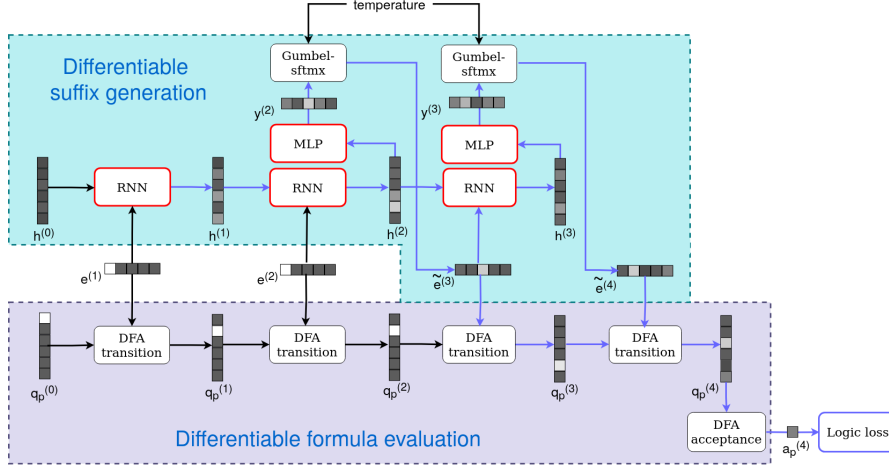 temperature
Differentiable
suffix generation
Gumbel-
sftmx
Gumbel-
sftmx
y(2)
y(3)
MLP
MLP
RNN
RNN
RNN
h(0)
h(1)
h(2)
h(3)
e(1)
e(2)
ẽ(3)
ẽ(4)
DFA
transition
DFA
transition
DFA
transition
DFA
transition
qp(0)
qp(1)
qp(2)
qp(3)
qp(4)
Differentiable formula evaluation
DFA
acceptance
ap(4)
Logic loss